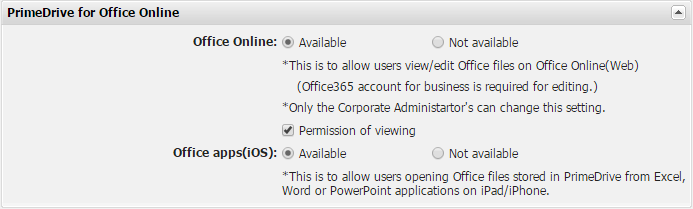 PrimeDrive for Office Online
Office Online: Available Not available
*This is to allow users view/edit Office files on Office Online(Web)
(Office365 account for business is required for editing.)
*Only the Corporate Administartor's can change this setting.
Permission of viewing
Office apps(iOS): Available Not available
*This is to allow users opening Office files stored in PrimeDrive from Excel,
Word or PowerPoint applications on iPad/iPhone.